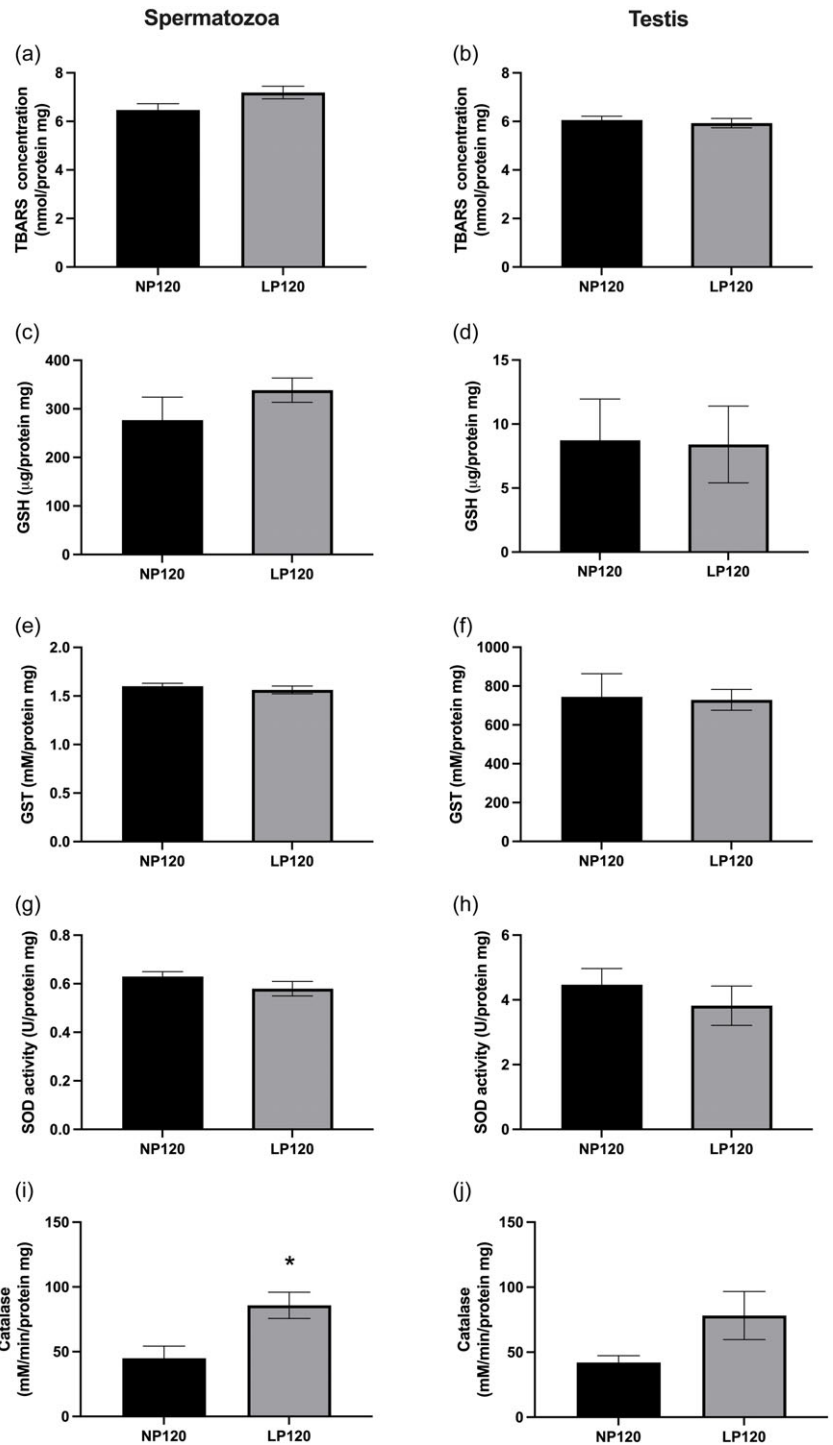 Spermatozoa
Testis
(a)
TBARS concentration
(nmol/protein mg)
8
6
4
2
0
NP120
LP120
(b)
TBARS concentration
(nmol/protein mg)
8
6
4
2
0
NP120
LP120
(c)
GSH (µg/protein mg)
400
300
200
100
0
NP120
LP120
(d)
GSH (µg/protein mg)
15
10
5
0
NP120
LP120
(e)
GST (mM/protein mg)
2.0
1.5
1.0
0.5
0.0
NP120
LP120
(f)
GST (mM/protein mg)
1000
800
600
400
200
0
NP120
LP120
(g)
SOD activity (U/protein mg)
0.8
0.6
0.4
0.2
0.0
NP120
LP120
(h)
SOD activity (U/protein mg)
6
4
2
0
NP120
LP120
(i)
Catalase
(mM/min/protein mg)
150
100
50
0
*
NP120
LP120
(j)
Catalase
(mM/min/protein mg)
150
100
50
0
NP120
LP120